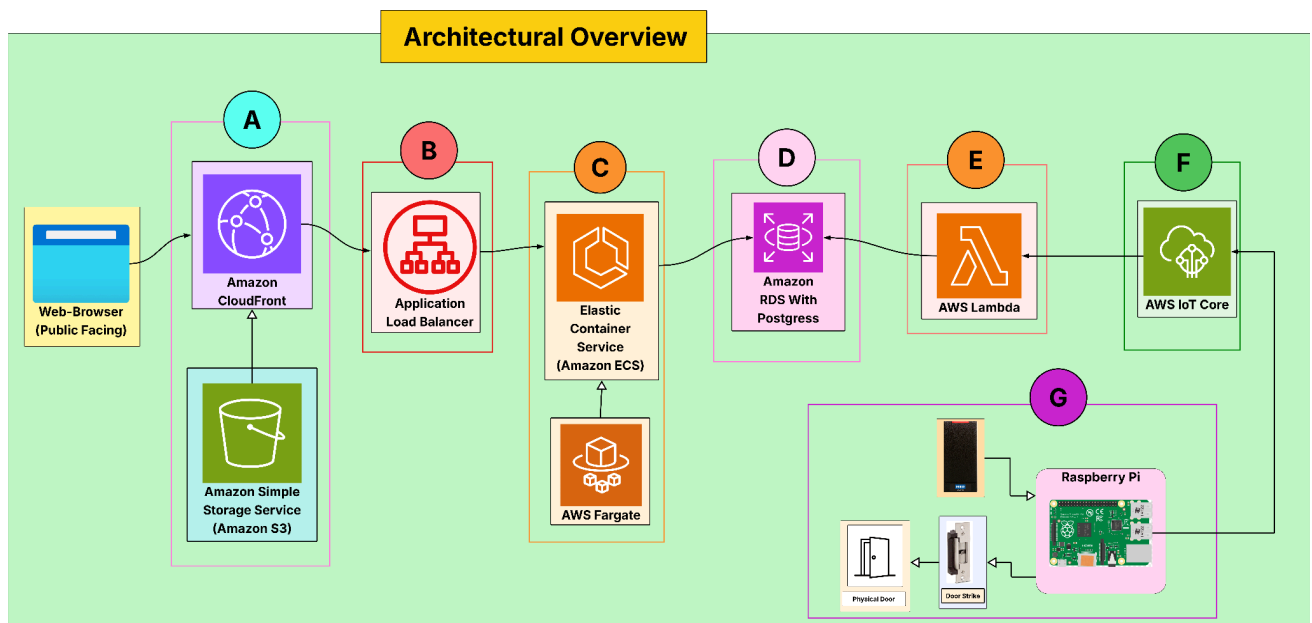 Architectural Overview
A
B
C
D
E
F
Web-Browser
(Public Facing)
Amazon
CloudFront
Amazon Simple
Storage Service
(Amazon S3)
Application
Load Balancer
Elastic
Container
Service
(Amazon ECS)
AWS Fargate
Amazon
RDS With
Postgress
AWS Lambda
AWS IoT Core
G
Raspberry Pi
Physical Door
Door Strike